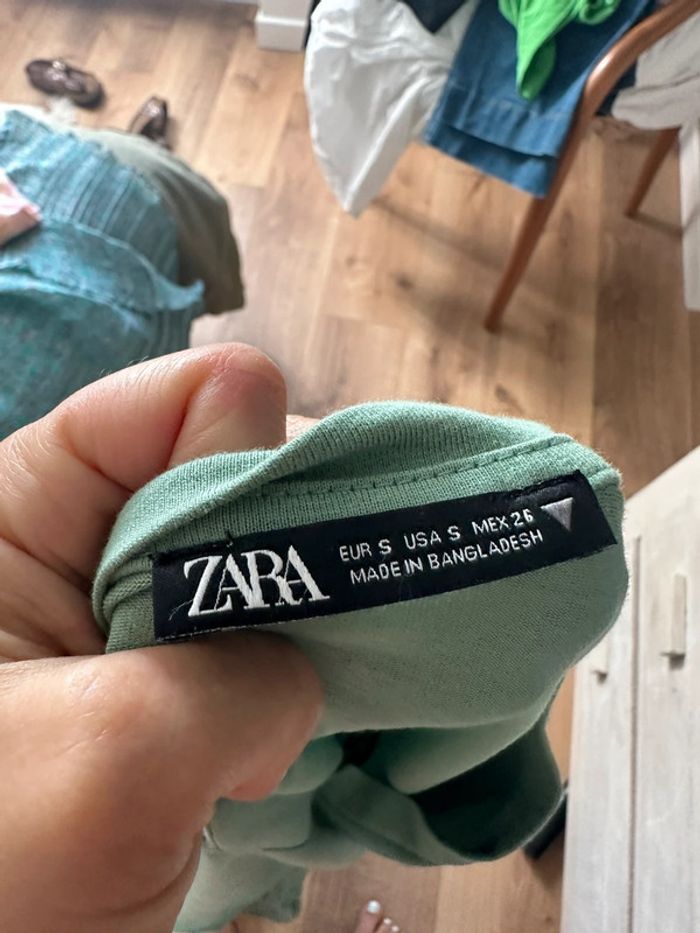 ZARA
EUR S USA S MEX 26
MADE IN BANGLADESH